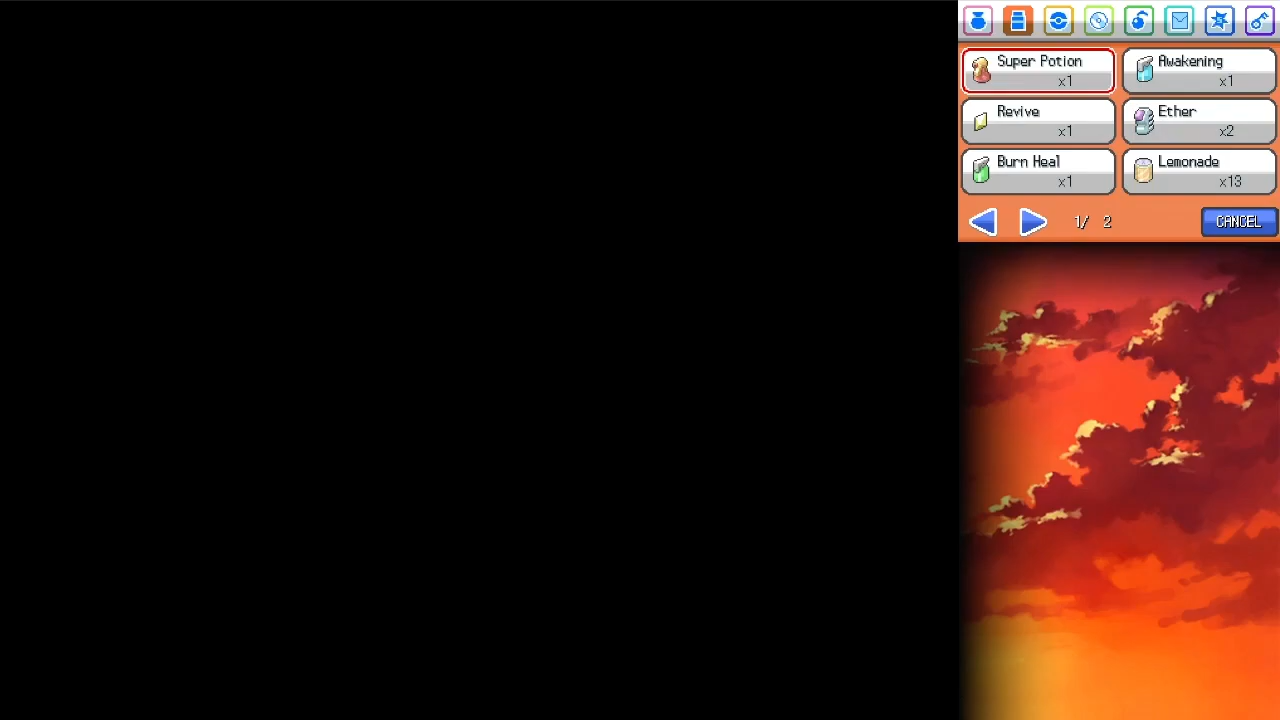 Super Potion
x1
Awakening
x1
Revive
x1
Ether
x2
Burn Heal
x1
Lemonade
x13
1/ 2
CANCEL